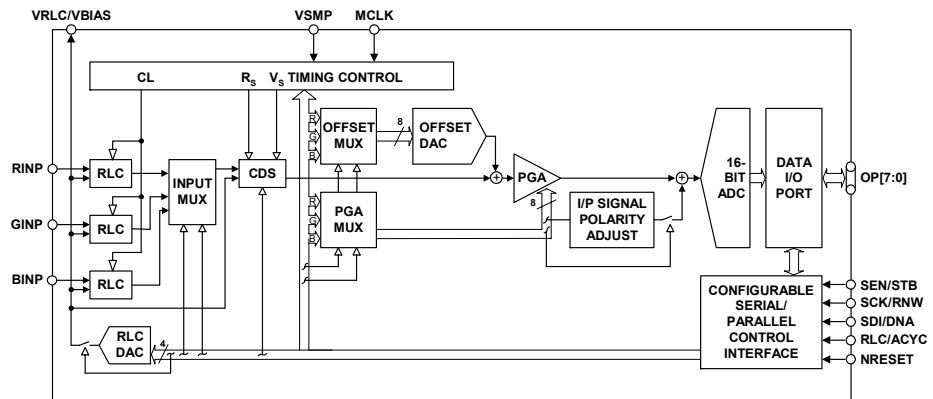 VRLC/VBIAS
VSMP
MCLK
CL
RS
VS TIMING CONTROL
R
G
B
OFFSET
MUX
8
OFFSET
DAC
RINP
RLC
INPUT
MUX
CDS
PGA
16-
BIT
ADC
DATA
I/O
PORT
OP[7:0]
R
G
B
PGA
MUX
8
I/P SIGNAL
POLARITY
ADJUST
GINP
RLC
BINP
RLC
CONFIGURABLE
SERIAL/
PARALLEL
CONTROL
INTERFACE
SEN/STB
SCK/RNW
SDI/DNA
RLC/ACYC
NRESET
RLC
DAC
4